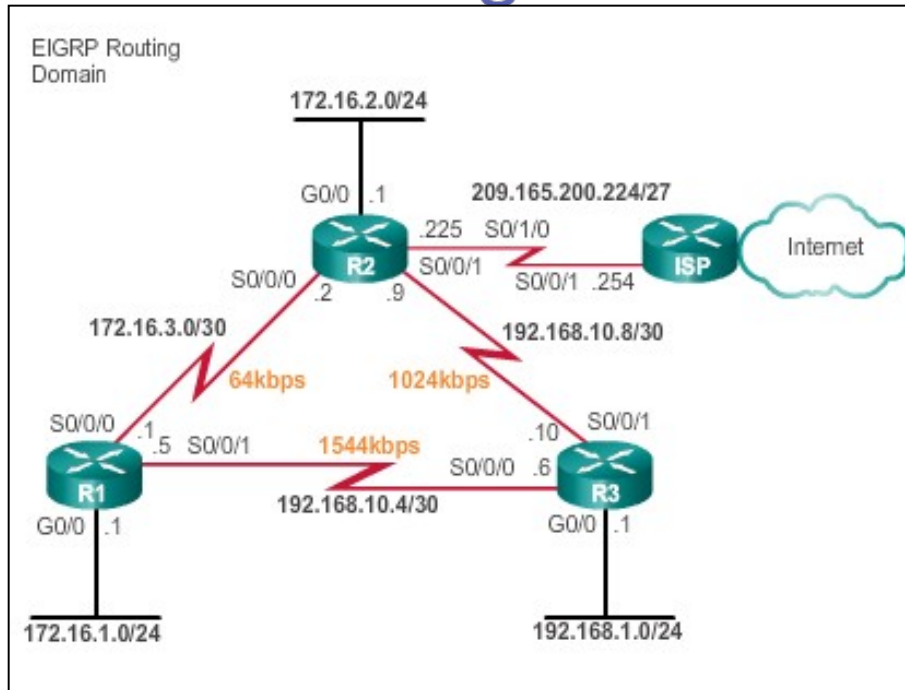 EIGRP Routing
Domain
172.16.2.0/24
G0/0 .1
209.165.200.224/27
.225 S0/1/0
R2
ISP
Internet
S0/0/0
S0/0/1
S0/0/1 .254
.2 .9
172.16.3.0/30
192.168.10.8/30
64kbps
1024kbps
S0/0/0
.1
S0/0/1
.5 S0/0/1
1544kbps
.10
S0/0/0 .6
R1
R3
192.168.10.4/30
G0/0 .1
G0/0 .1
172.16.1.0/24
192.168.1.0/24